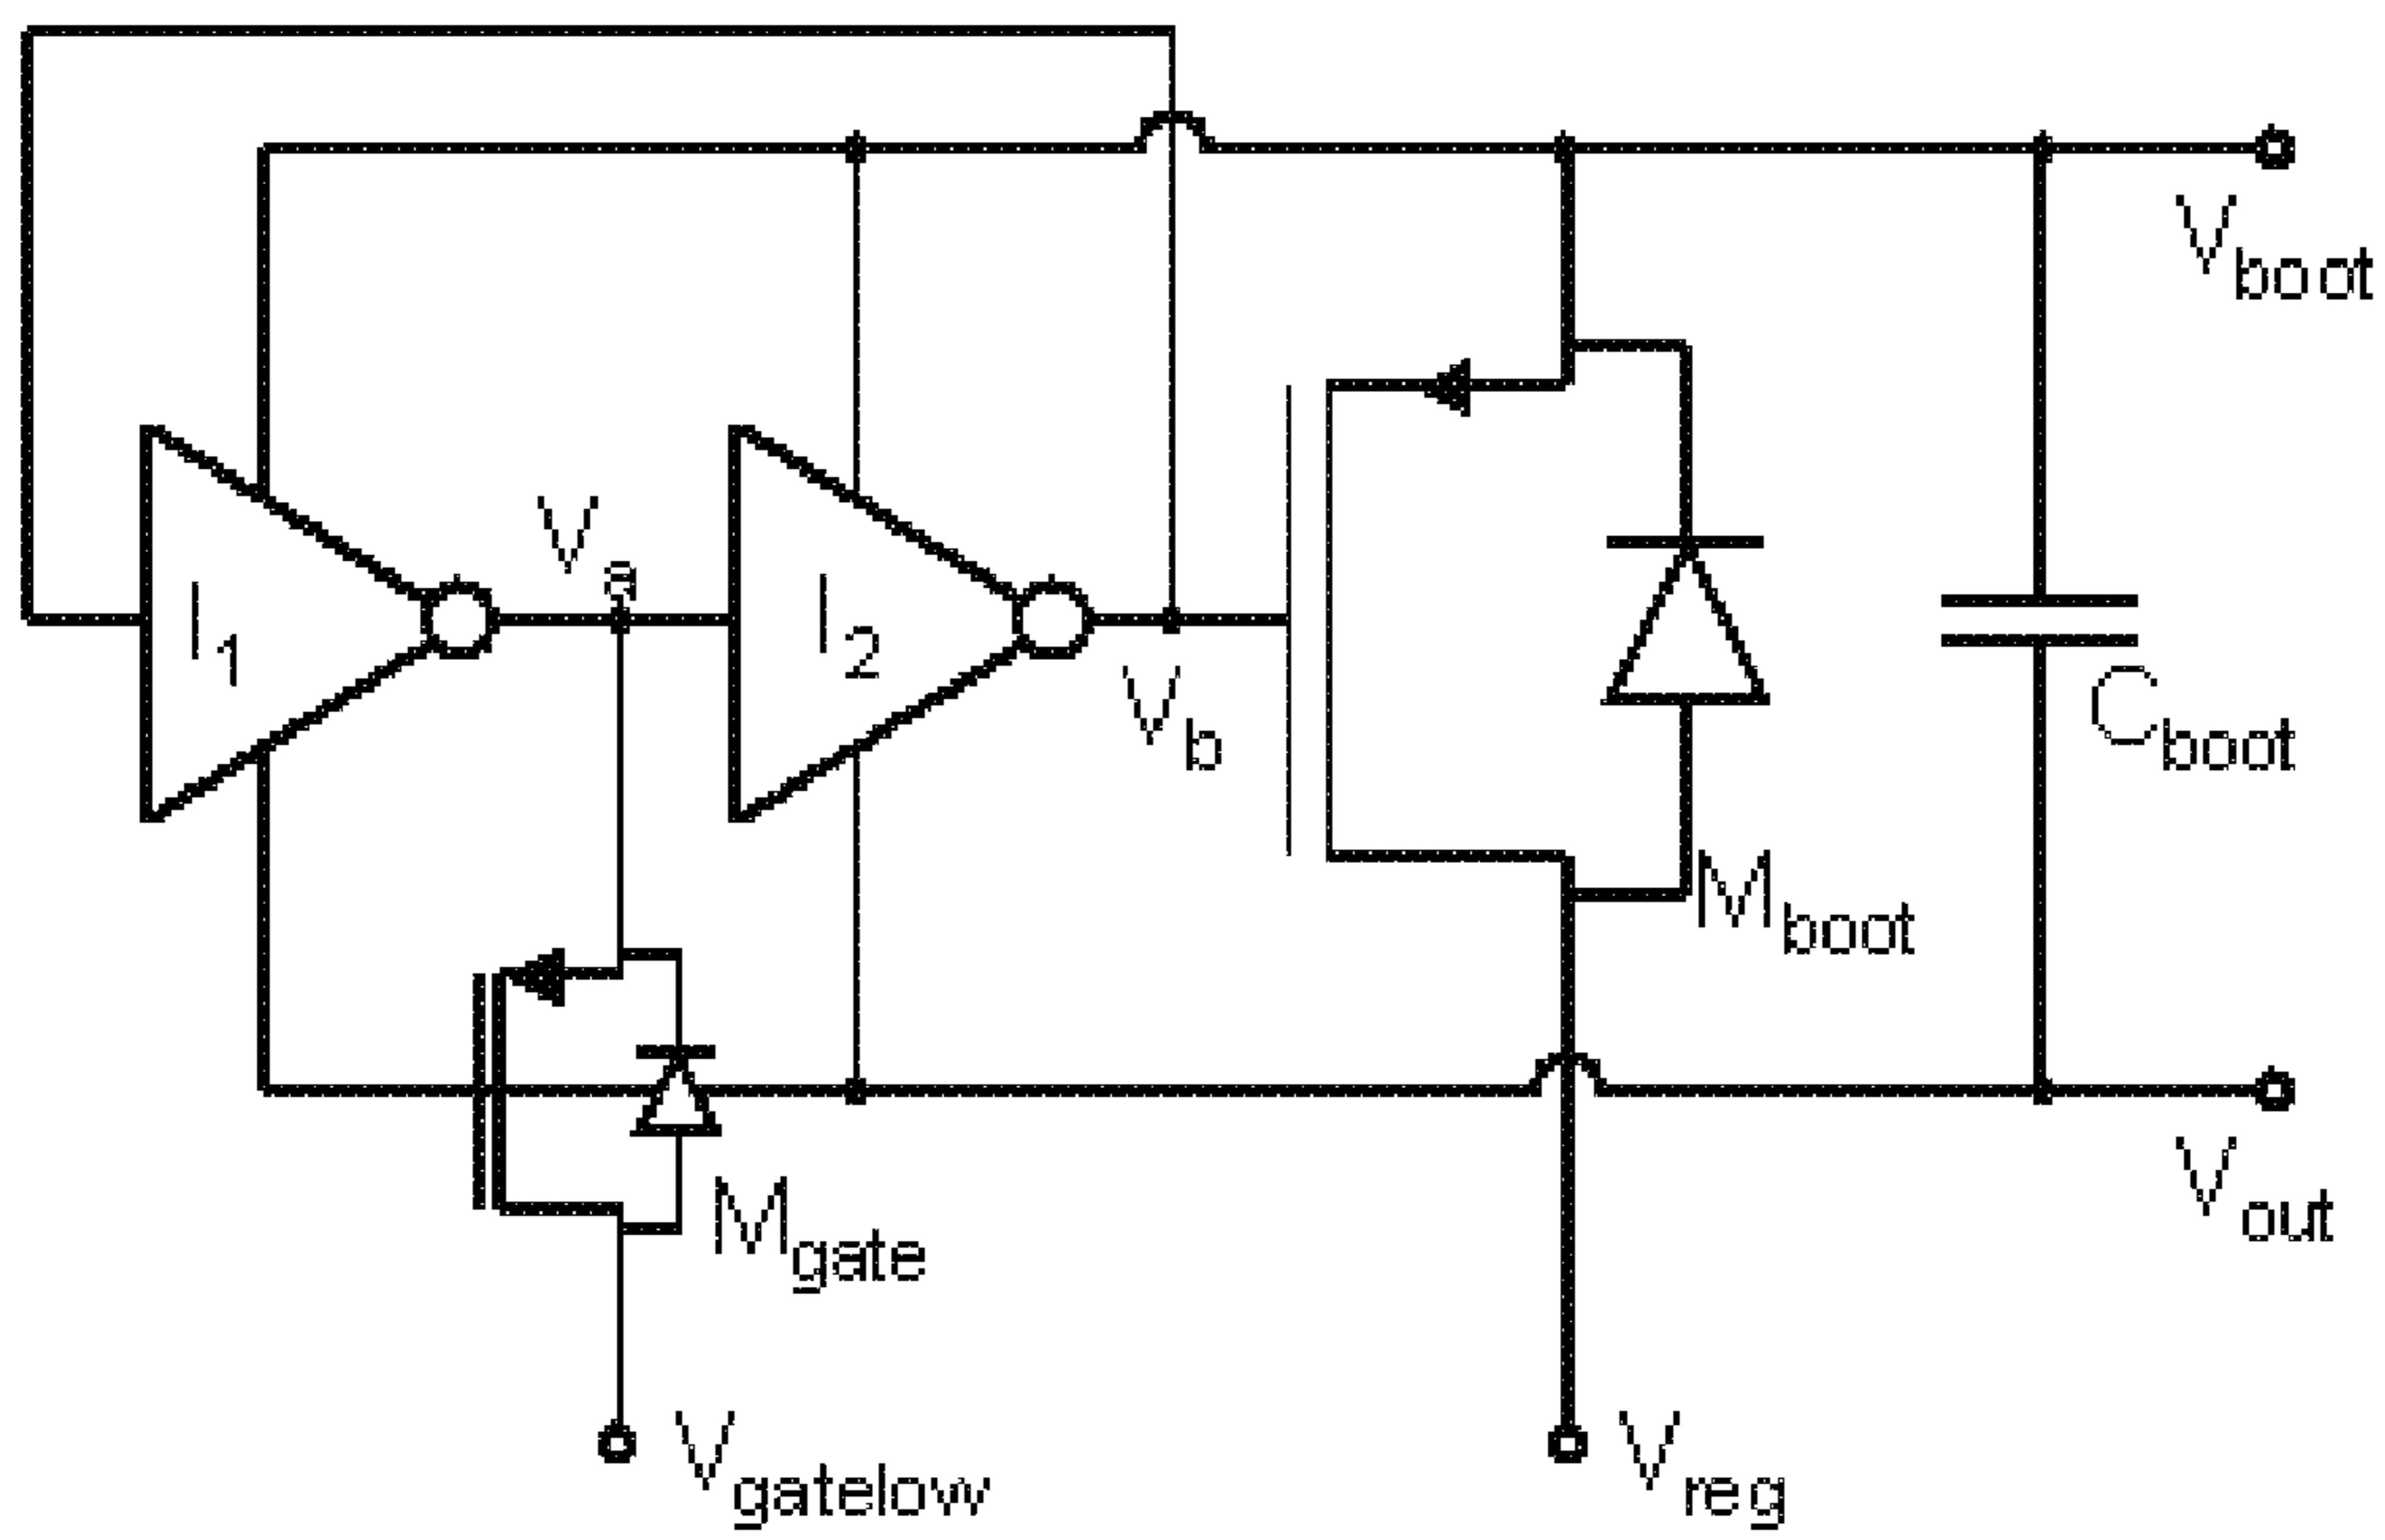 Vboot
Va
I1
I2
Vb
Cboot
Mboot
Mgate
Vout
Vgatelow
Vreg